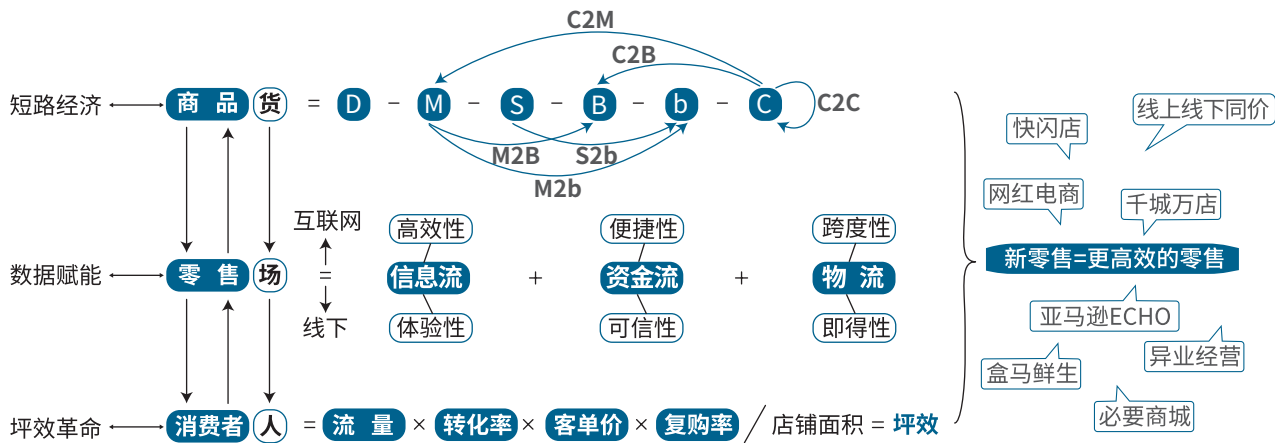 C2M
C2B
短路经济 商品 货 = D – M – S – B – b – C C2C
M2B S2b
M2b
互联网 高效性 便捷性 跨度性
数据赋能 零售 场 = 信息流 + 资金流 + 物流
线下 体验性 可信性 即得性
坪效革命 消费者 人 = 流量 × 转化率 × 客单价 × 复购率 / 店铺面积 = 坪效
快闪店
线上线下同价
网红电商
千城万店
新零售=更高效的零售
亚马逊ECHO
异业经营
盒马鲜生
必要商城